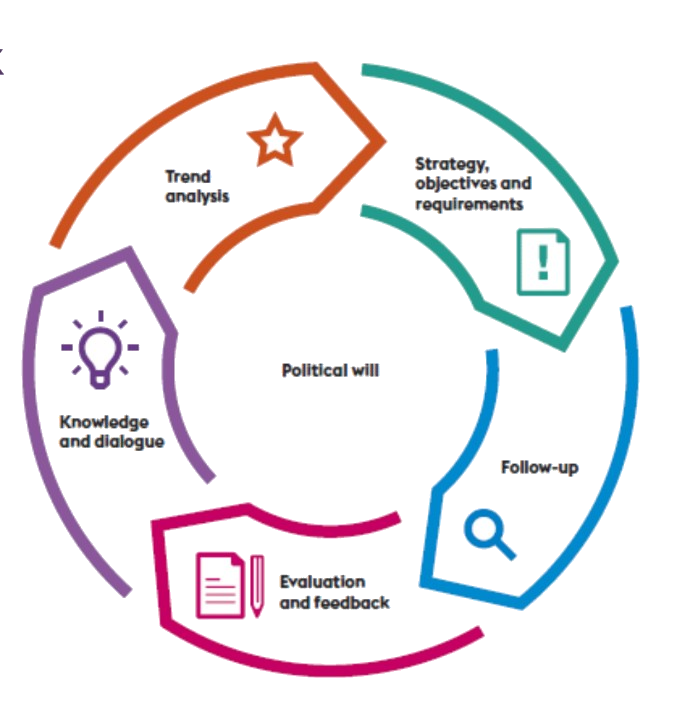 Trend
analysis
Strategy,
objectives and
requirements
Political will
Knowledge
and dialogue
Follow-up
Evaluation
and feedback